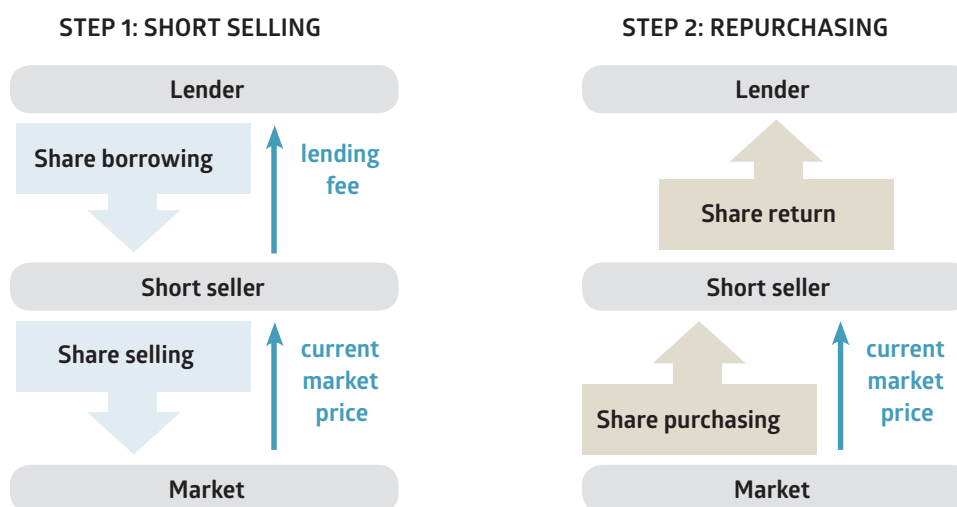 STEP 1: SHORT SELLING
Lender
Share borrowing
lending
fee
Short seller
Share selling
current
market
price
Market
STEP 2: REPURCHASING
Lender
Share return
Short seller
Share purchasing
current
market
price
Market